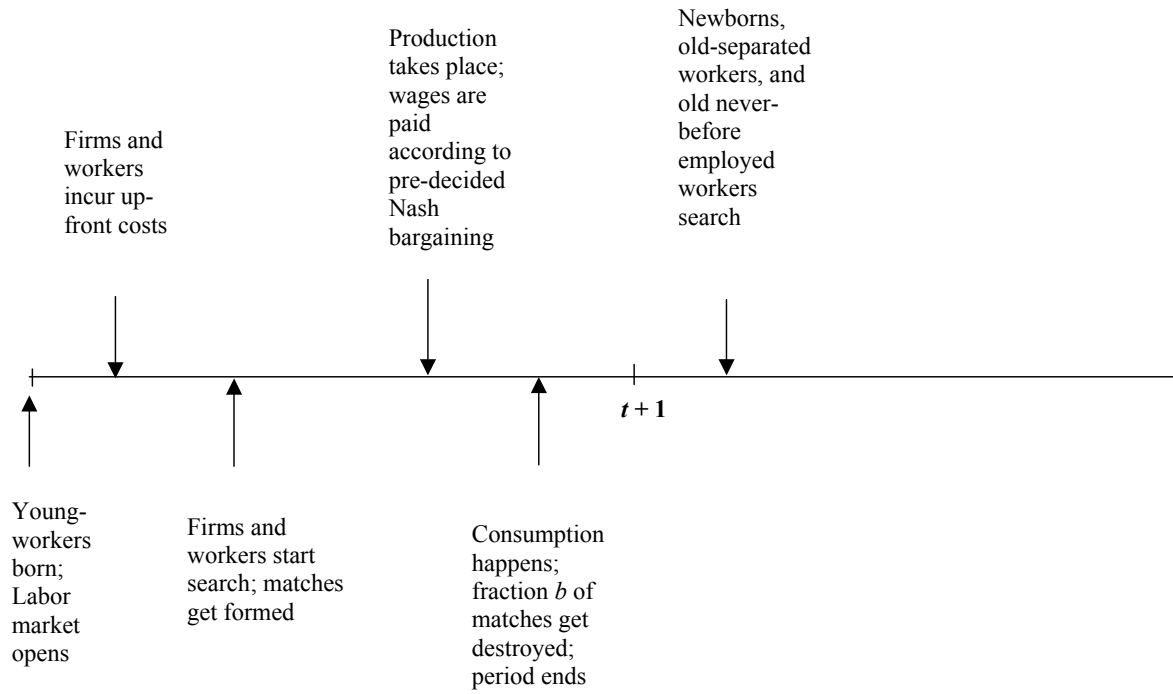 Firms and
workers
incur up-
front costs
Production
takes place;
wages are
paid
according to
pre-decided
Nash
bargaining
Newborns,
old-separated
workers, and
old never-
before
employed
workers
search
t + 1
Young-
workers
born;
Labor
market
opens
Firms and
workers start
search; matches
get formed
Consumption
happens;
fraction b of
matches get
destroyed;
period ends